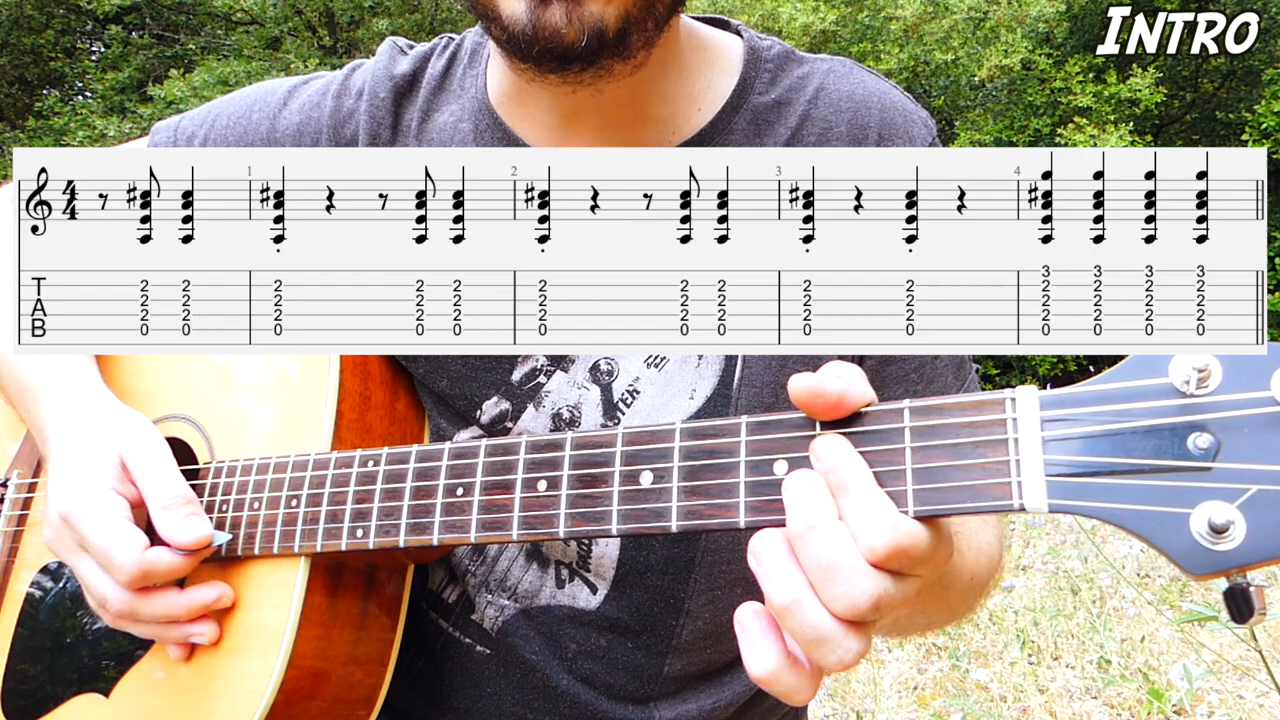 INTRO
4
4
1 2 3 4
3 3 3 3
T 2 2 2 2 2 2 2 2 2 2 2 2 2 2
A 2 2 2 2 2 2 2 2 2 2 2 2 2 2
2 2 2 2 2 2 2 2 2 2 2 2 2 2
B 0 0 0 0 0 0 0 0 0 0 0 0 0 0